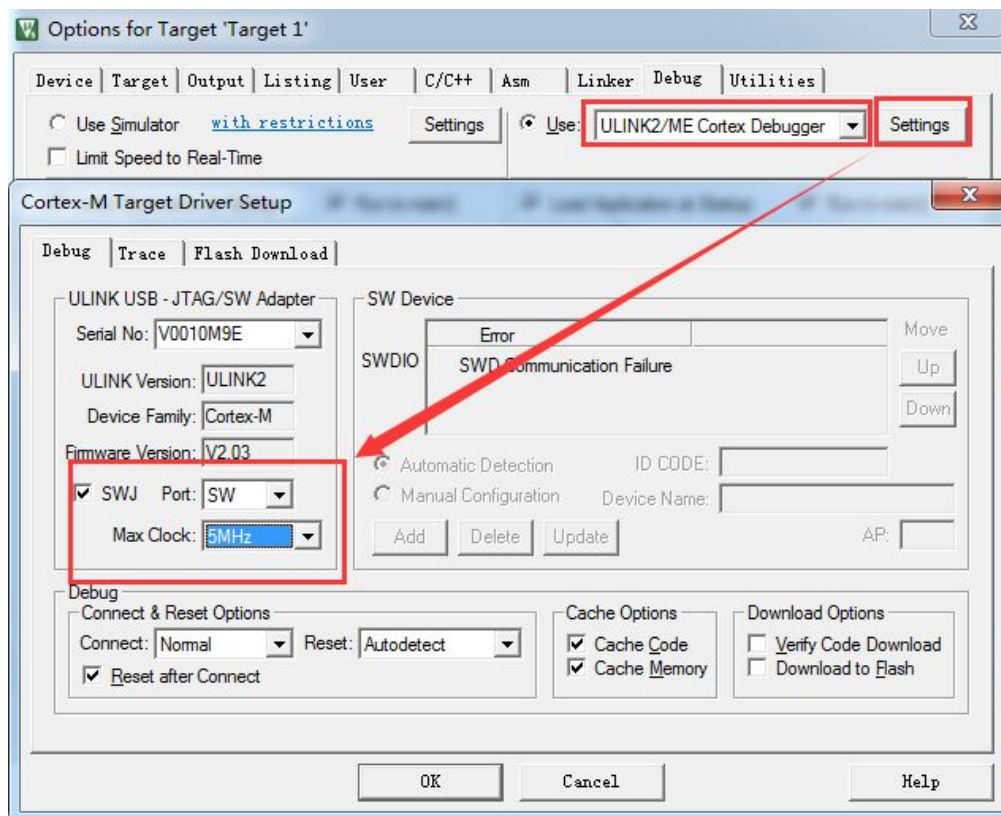 Options for Target 'Target 1'
Device Target Output Listing User C/C++ Asm Linker Debug Utilities
Use Simulator with restrictions Settings Use: ULINK2/ME Cortex Debugger Settings
Limit Speed to Real-Time
Cortex-M Target Driver Setup
Debug Trace Flash Download
ULINK USB - JTAG/SW Adapter
Serial No: V0010M9E
ULINK Version: ULINK2
Device Family: Cortex-M
Firmware Version: V2.03
SWJ Port: SW
Max Clock: 5MHz
SW Device
Error
SWDIO SWD Communication Failure
Move
Up
Down
Automatic Detection ID CODE:
Manual Configuration Device Name:
Add Delete Update AP:
Debug
Connect & Reset Options
Connect: Normal Reset: Autodetect
Reset after Connect
Cache Options
Cache Code
Cache Memory
Download Options
Verify Code Download
Download to Flash
OK Cancel Help